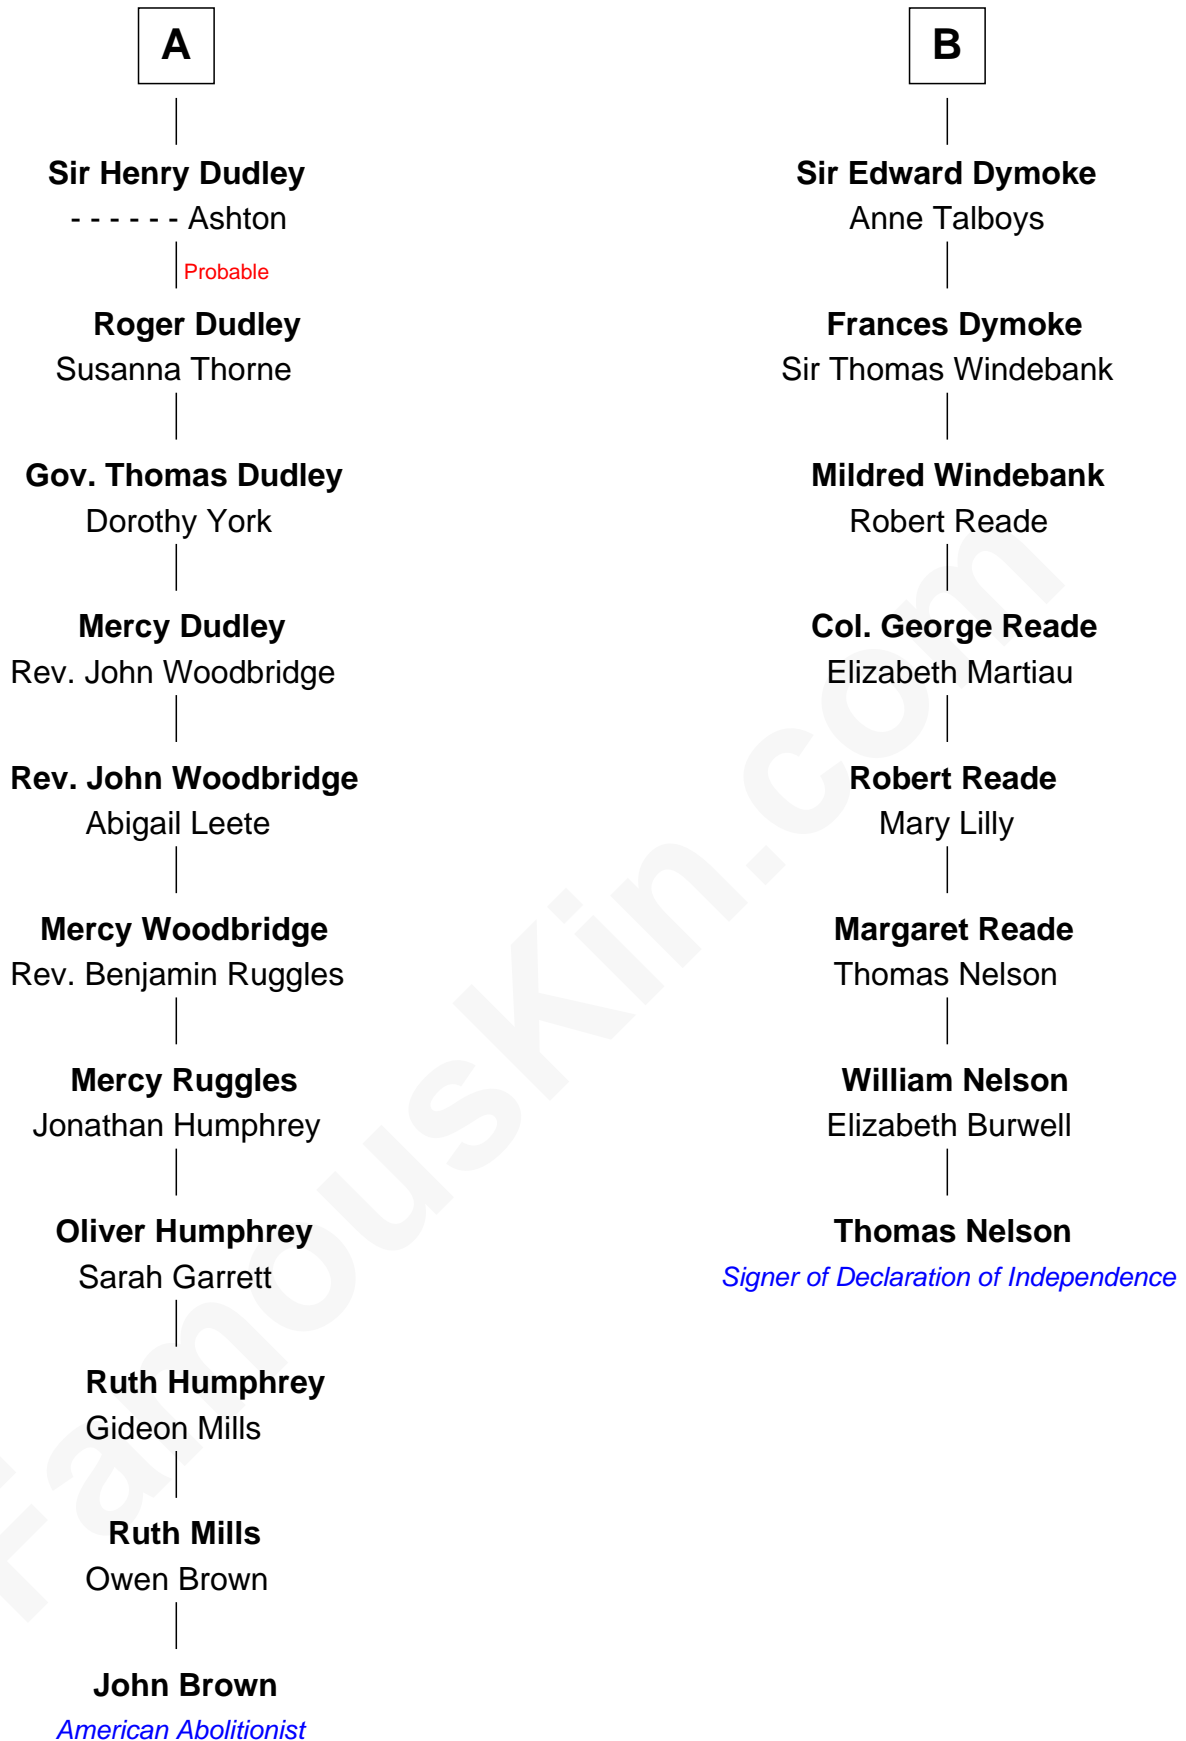 A
Sir Henry Dudley
- - - - - - Ashton
Probable
Roger Dudley
Susanna Thorne
Gov. Thomas Dudley
Dorothy York
Mercy Dudley
Rev. John Woodbridge
Rev. John Woodbridge
Abigail Leete
Mercy Woodbridge
Rev. Benjamin Ruggles
Mercy Ruggles
Jonathan Humphrey
Oliver Humphrey
Sarah Garrett
Ruth Humphrey
Gideon Mills
Ruth Mills
Owen Brown
John Brown
American Abolitionist
B
Sir Edward Dymoke
Anne Talboys
Frances Dymoke
Sir Thomas Windebank
Mildred Windebank
Robert Reade
Col. George Reade
Elizabeth Martiau
Robert Reade
Mary Lilly
Margaret Reade
Thomas Nelson
William Nelson
Elizabeth Burwell
Thomas Nelson
Signer of Declaration of Independence
FamousKin.com